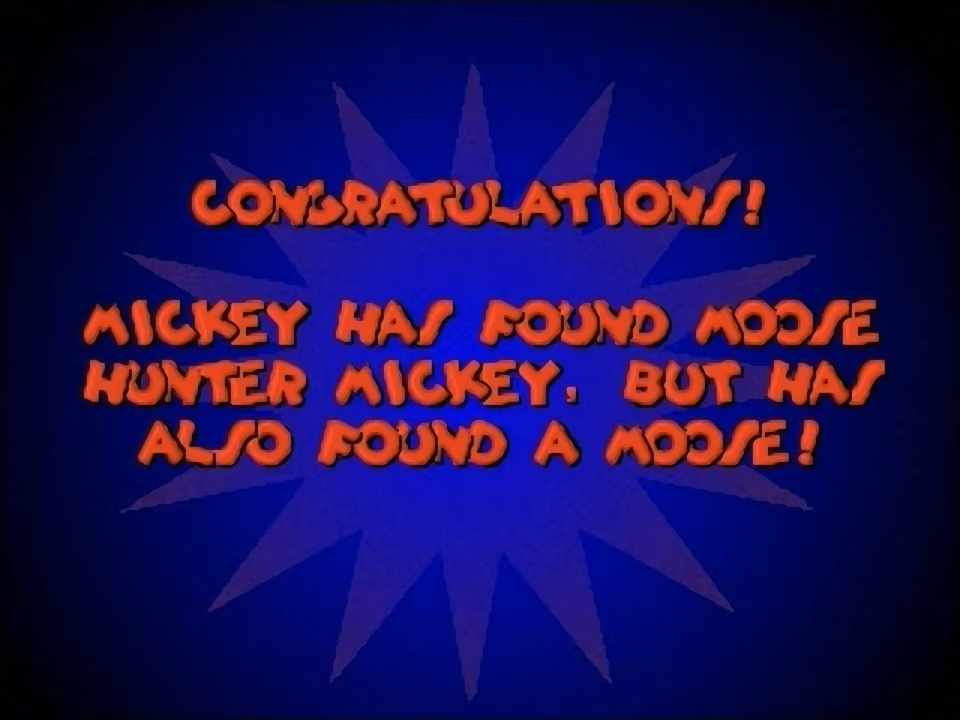 CONGRATULATIONS!
MICKEY HAS FOUND MOOSE
HUNTER MICKEY, BUT HAS
ALSO FOUND A MOOSE!